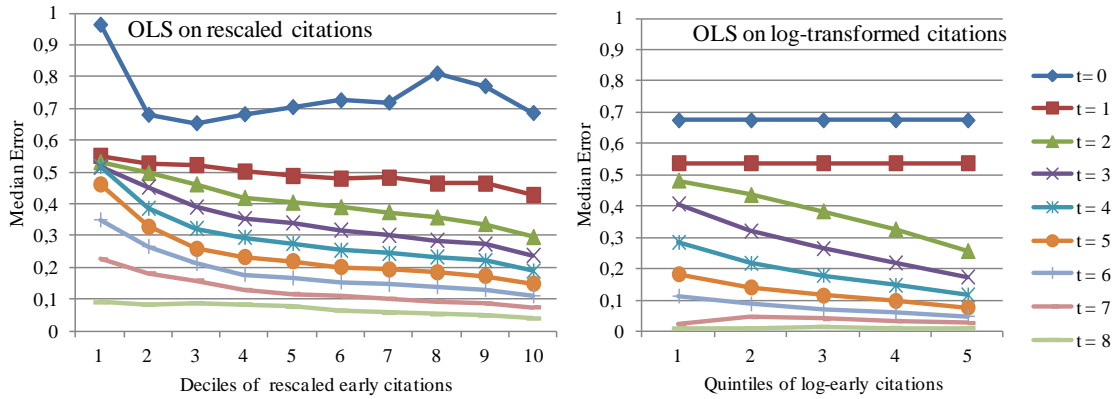 OLS on rescaled citations
1
0,9
0,8
0,7
0,6
0,5
0,4
0,3
0,2
0,1
0
Median Error
1 2 3 4 5 6 7 8 9 10
Deciles of rescaled early citations
OLS on log-transformed citations
1
0,9
0,8
0,7
0,6
0,5
0,4
0,3
0,2
0,1
0
Median Error
1 2 3 4 5
Quintiles of log-early citations
t= 0
t = 1
t = 2
t = 3
t = 4
t = 5
t = 6
t = 7
t = 8